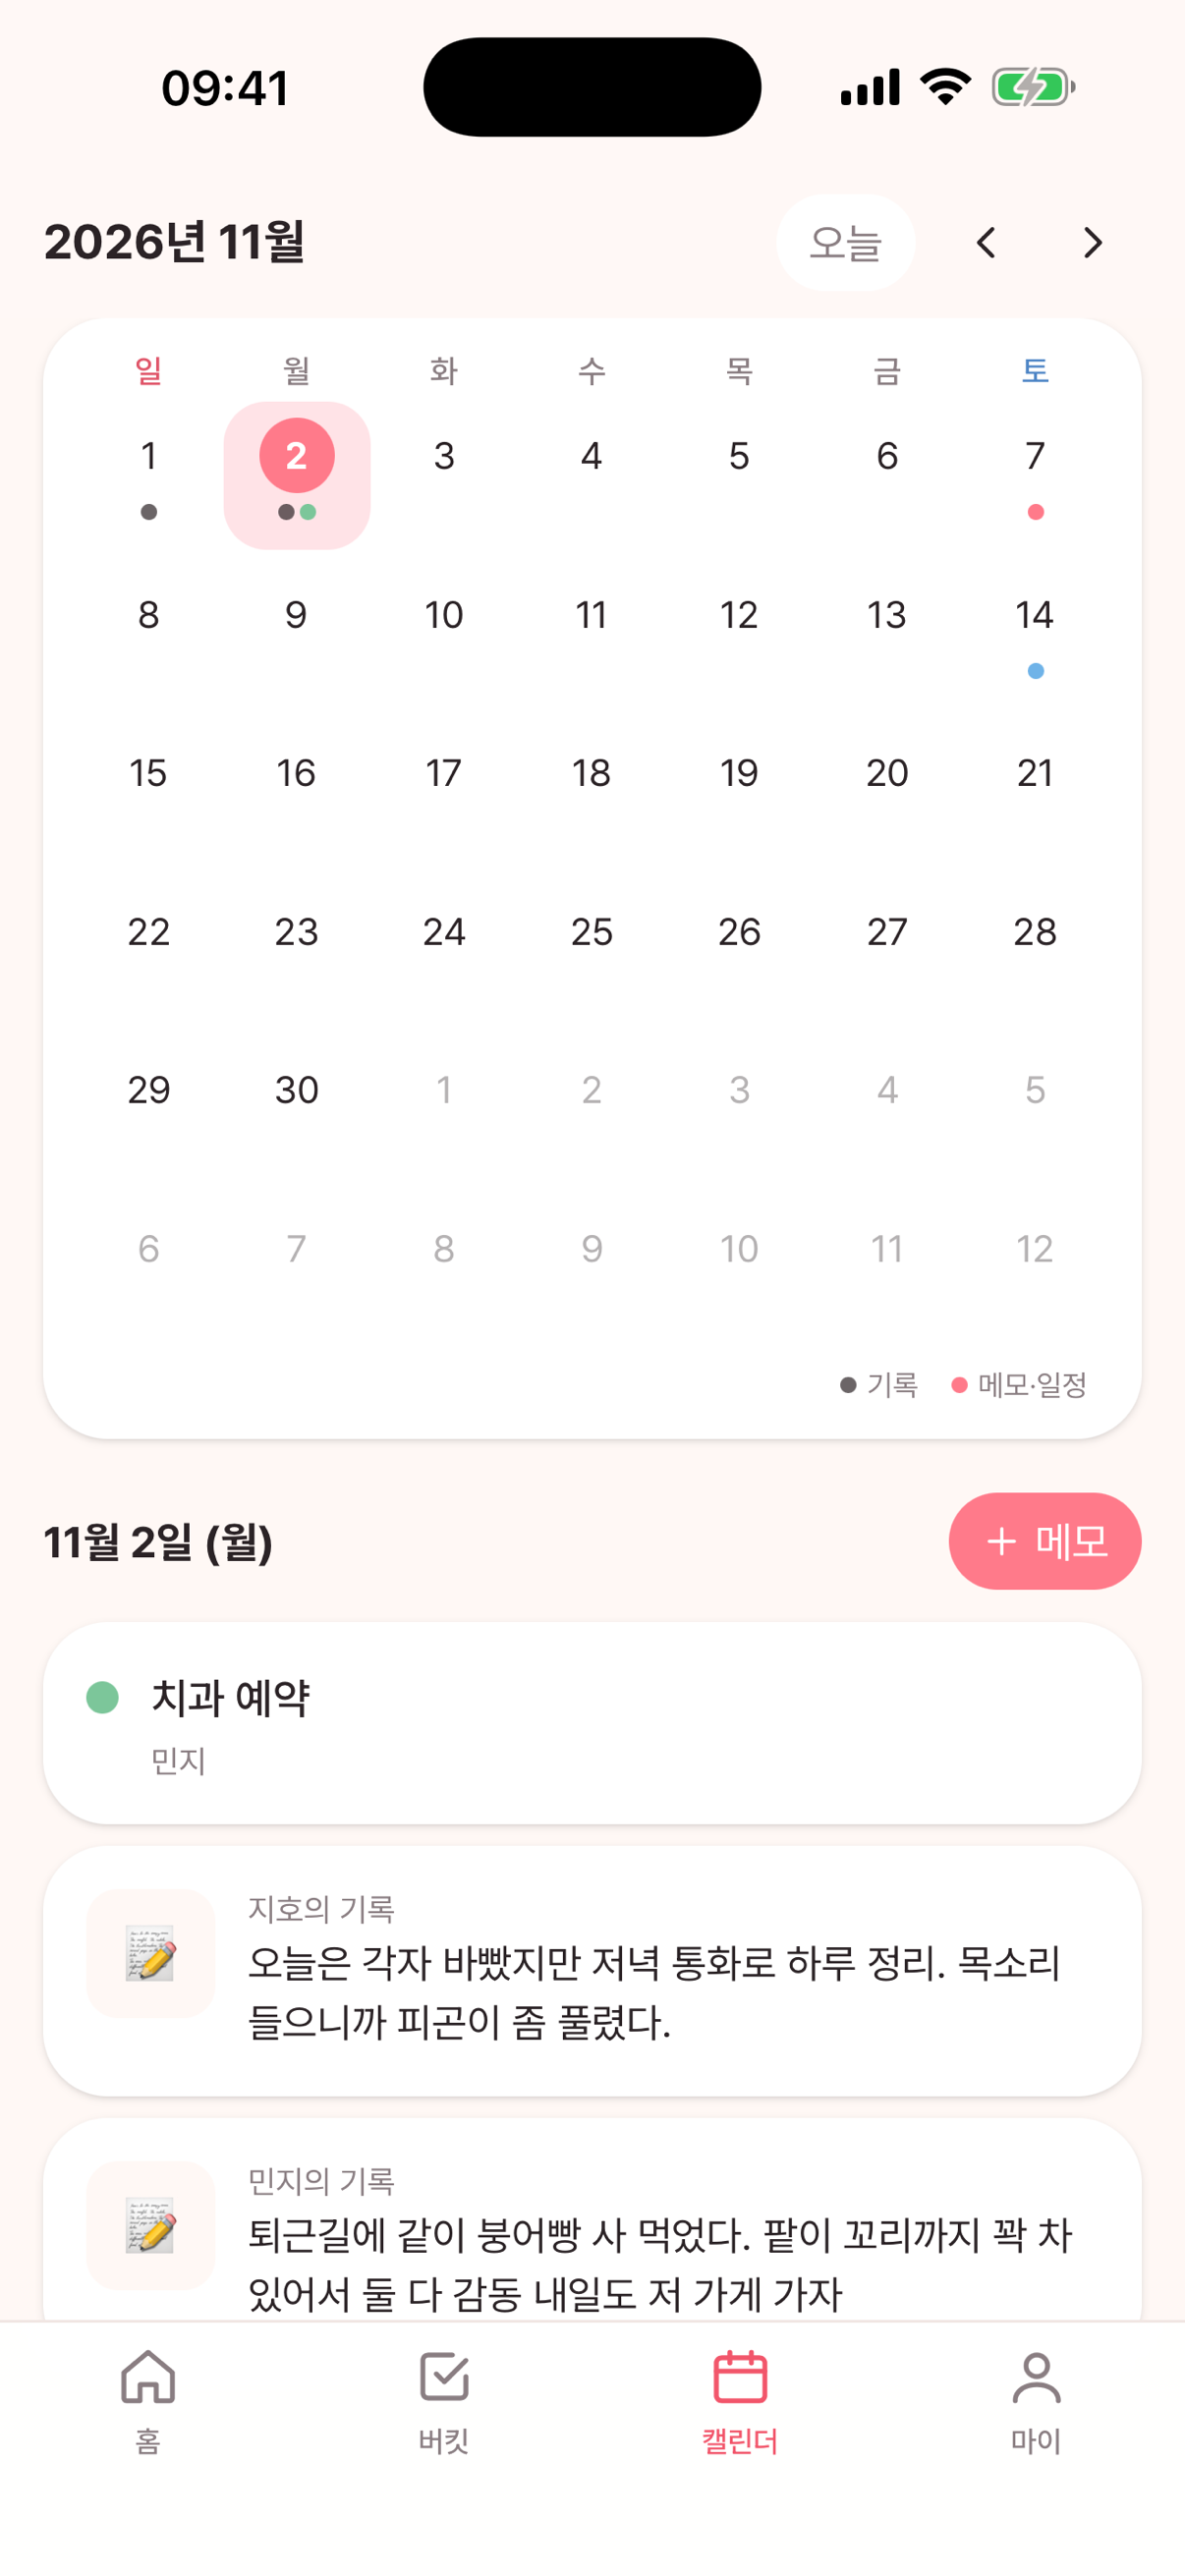 09:41
2026년 11월
오늘
일 월 화 수 목 금 토
1 2 3 4 5 6 7
8 9 10 11 12 13 14
15 16 17 18 19 20 21
22 23 24 25 26 27 28
29 30 1 2 3 4 5
6 7 8 9 10 11 12
기록 메모·일정
11월 2일 (월)
+ 메모
치과 예약
민지
지호의 기록
오늘은 각자 바빴지만 저녁 통화로 하루 정리. 목소리
들으니까 피곤이 좀 풀렸다.
민지의 기록
퇴근길에 같이 붕어빵 사 먹었다. 팥이 꼬리까지 꽉 차
있어서 둘 다 감동 내일도 저 가게 가자
홈 버킷 캘린더 마이